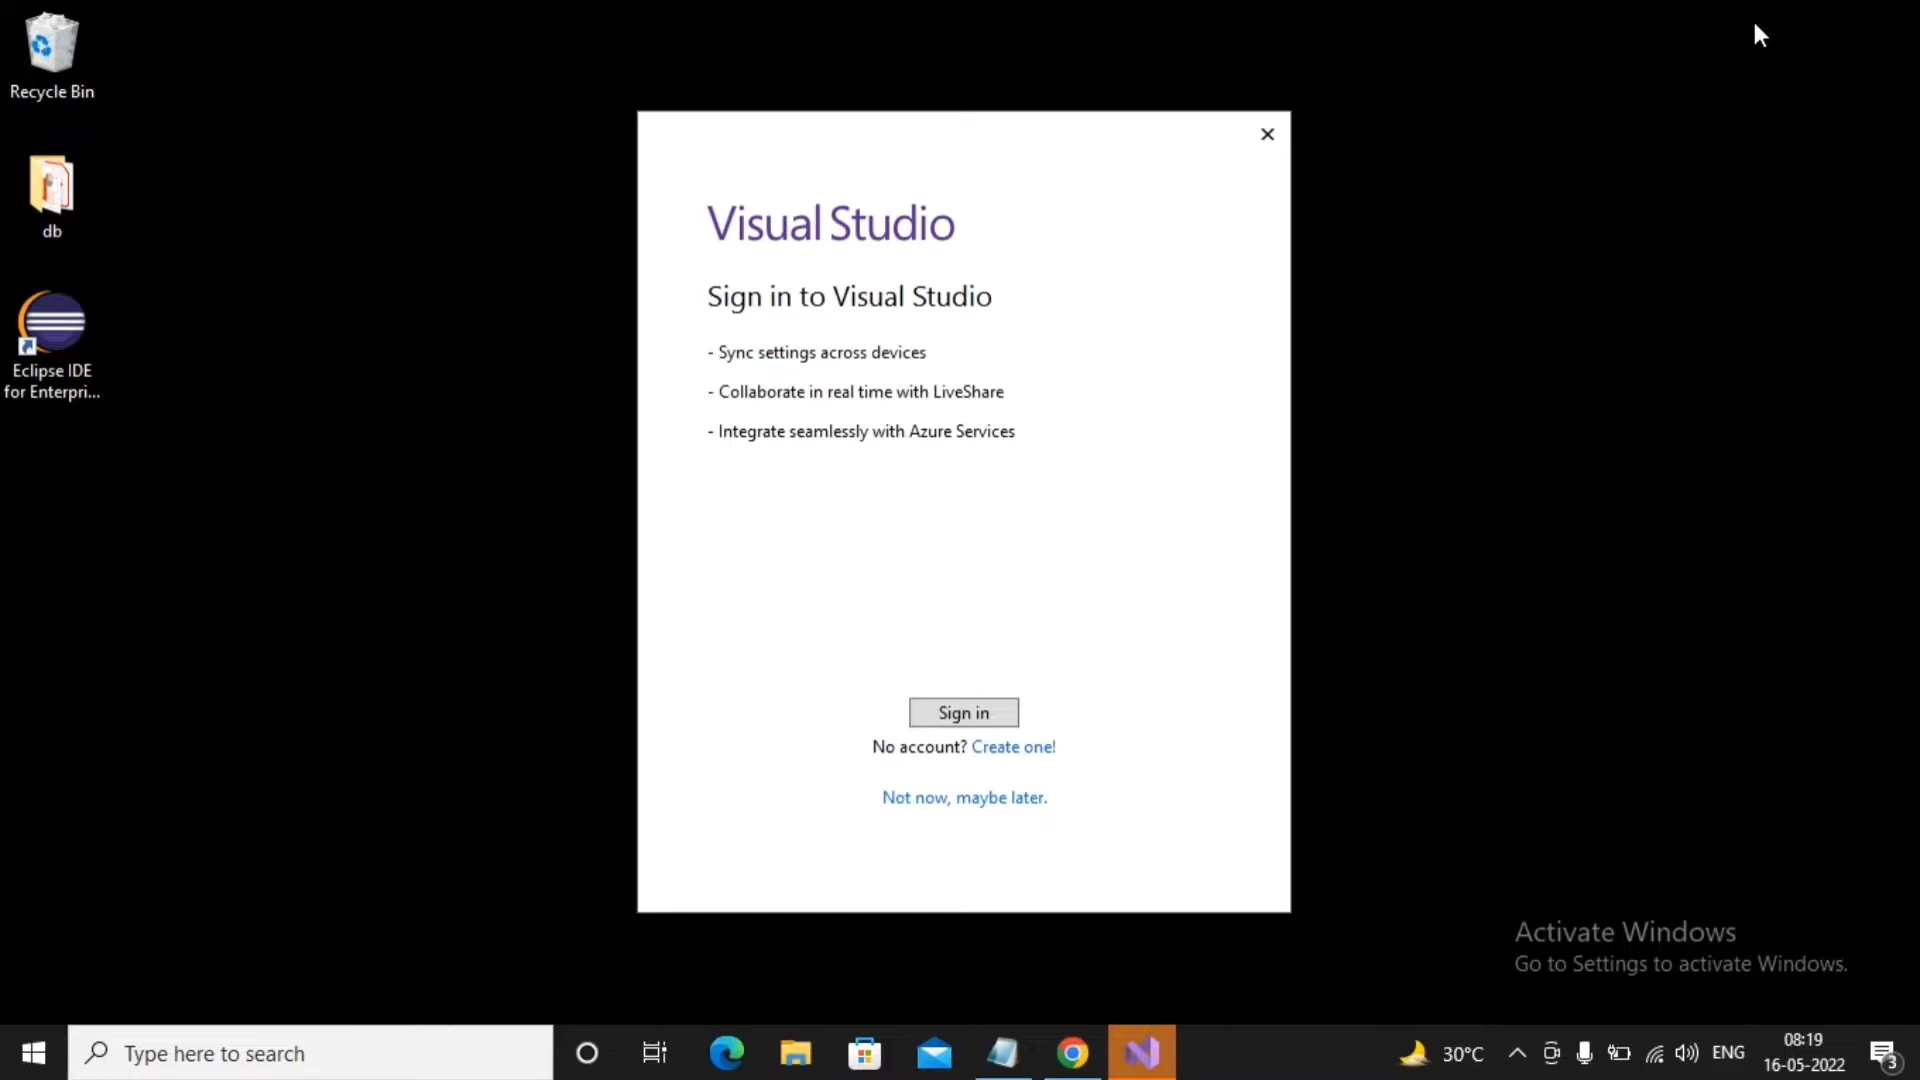 Recycle Bin
db
Eclipse IDE
for Enterpri...
Visual Studio
Sign in to Visual Studio
- Sync settings across devices
- Collaborate in real time with LiveShare
- Integrate seamlessly with Azure Services
Sign in
No account? Create one!
Not now, maybe later.
Activate Windows
Go to Settings to activate Windows.
Type here to search
30°C
ENG
08:19
16-05-2022
3